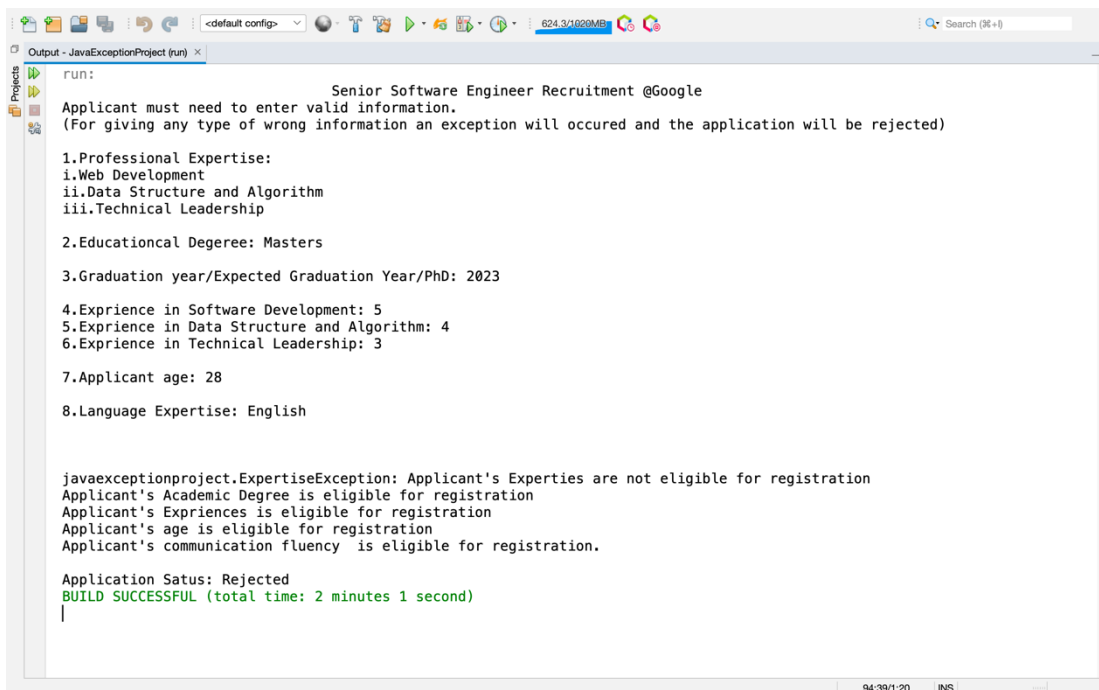 <default config>
624.3/1020MB
Search (⌘+I)
Output - JavaExceptionProject (run) ×
Projects
run:
Senior Software Engineer Recruitment @Google
Applicant must need to enter valid information.
(For giving any type of wrong information an exception will occured and the application will be rejected)
1.Professional Expertise:
i.Web Development
ii.Data Structure and Algorithm
iii.Technical Leadership
2.Educationcal Degeree: Masters
3.Graduation year/Expected Graduation Year/PhD: 2023
4.Exprience in Software Development: 5
5.Exprience in Data Structure and Algorithm: 4
6.Exprience in Technical Leadership: 3
7.Applicant age: 28
8.Language Expertise: English
javaexceptionproject.ExpertiseException: Applicant's Experties are not eligible for registration
Applicant's Academic Degree is eligible for registration
Applicant's Expriences is eligible for registration
Applicant's age is eligible for registration
Applicant's communication fluency  is eligible for registration.
Application Satus: Rejected
BUILD SUCCESSFUL (total time: 2 minutes 1 second)
94:39/1:20 INS